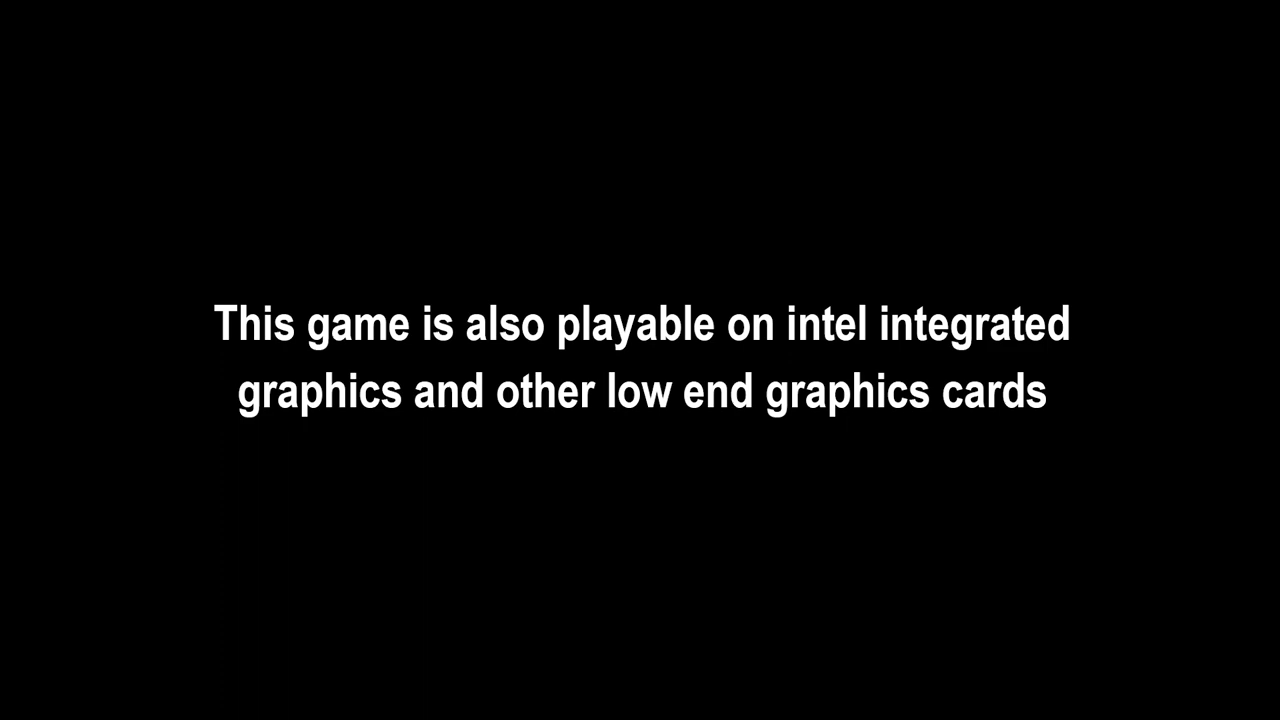 This game is also playable on intel integrated
graphics and other low end graphics cards